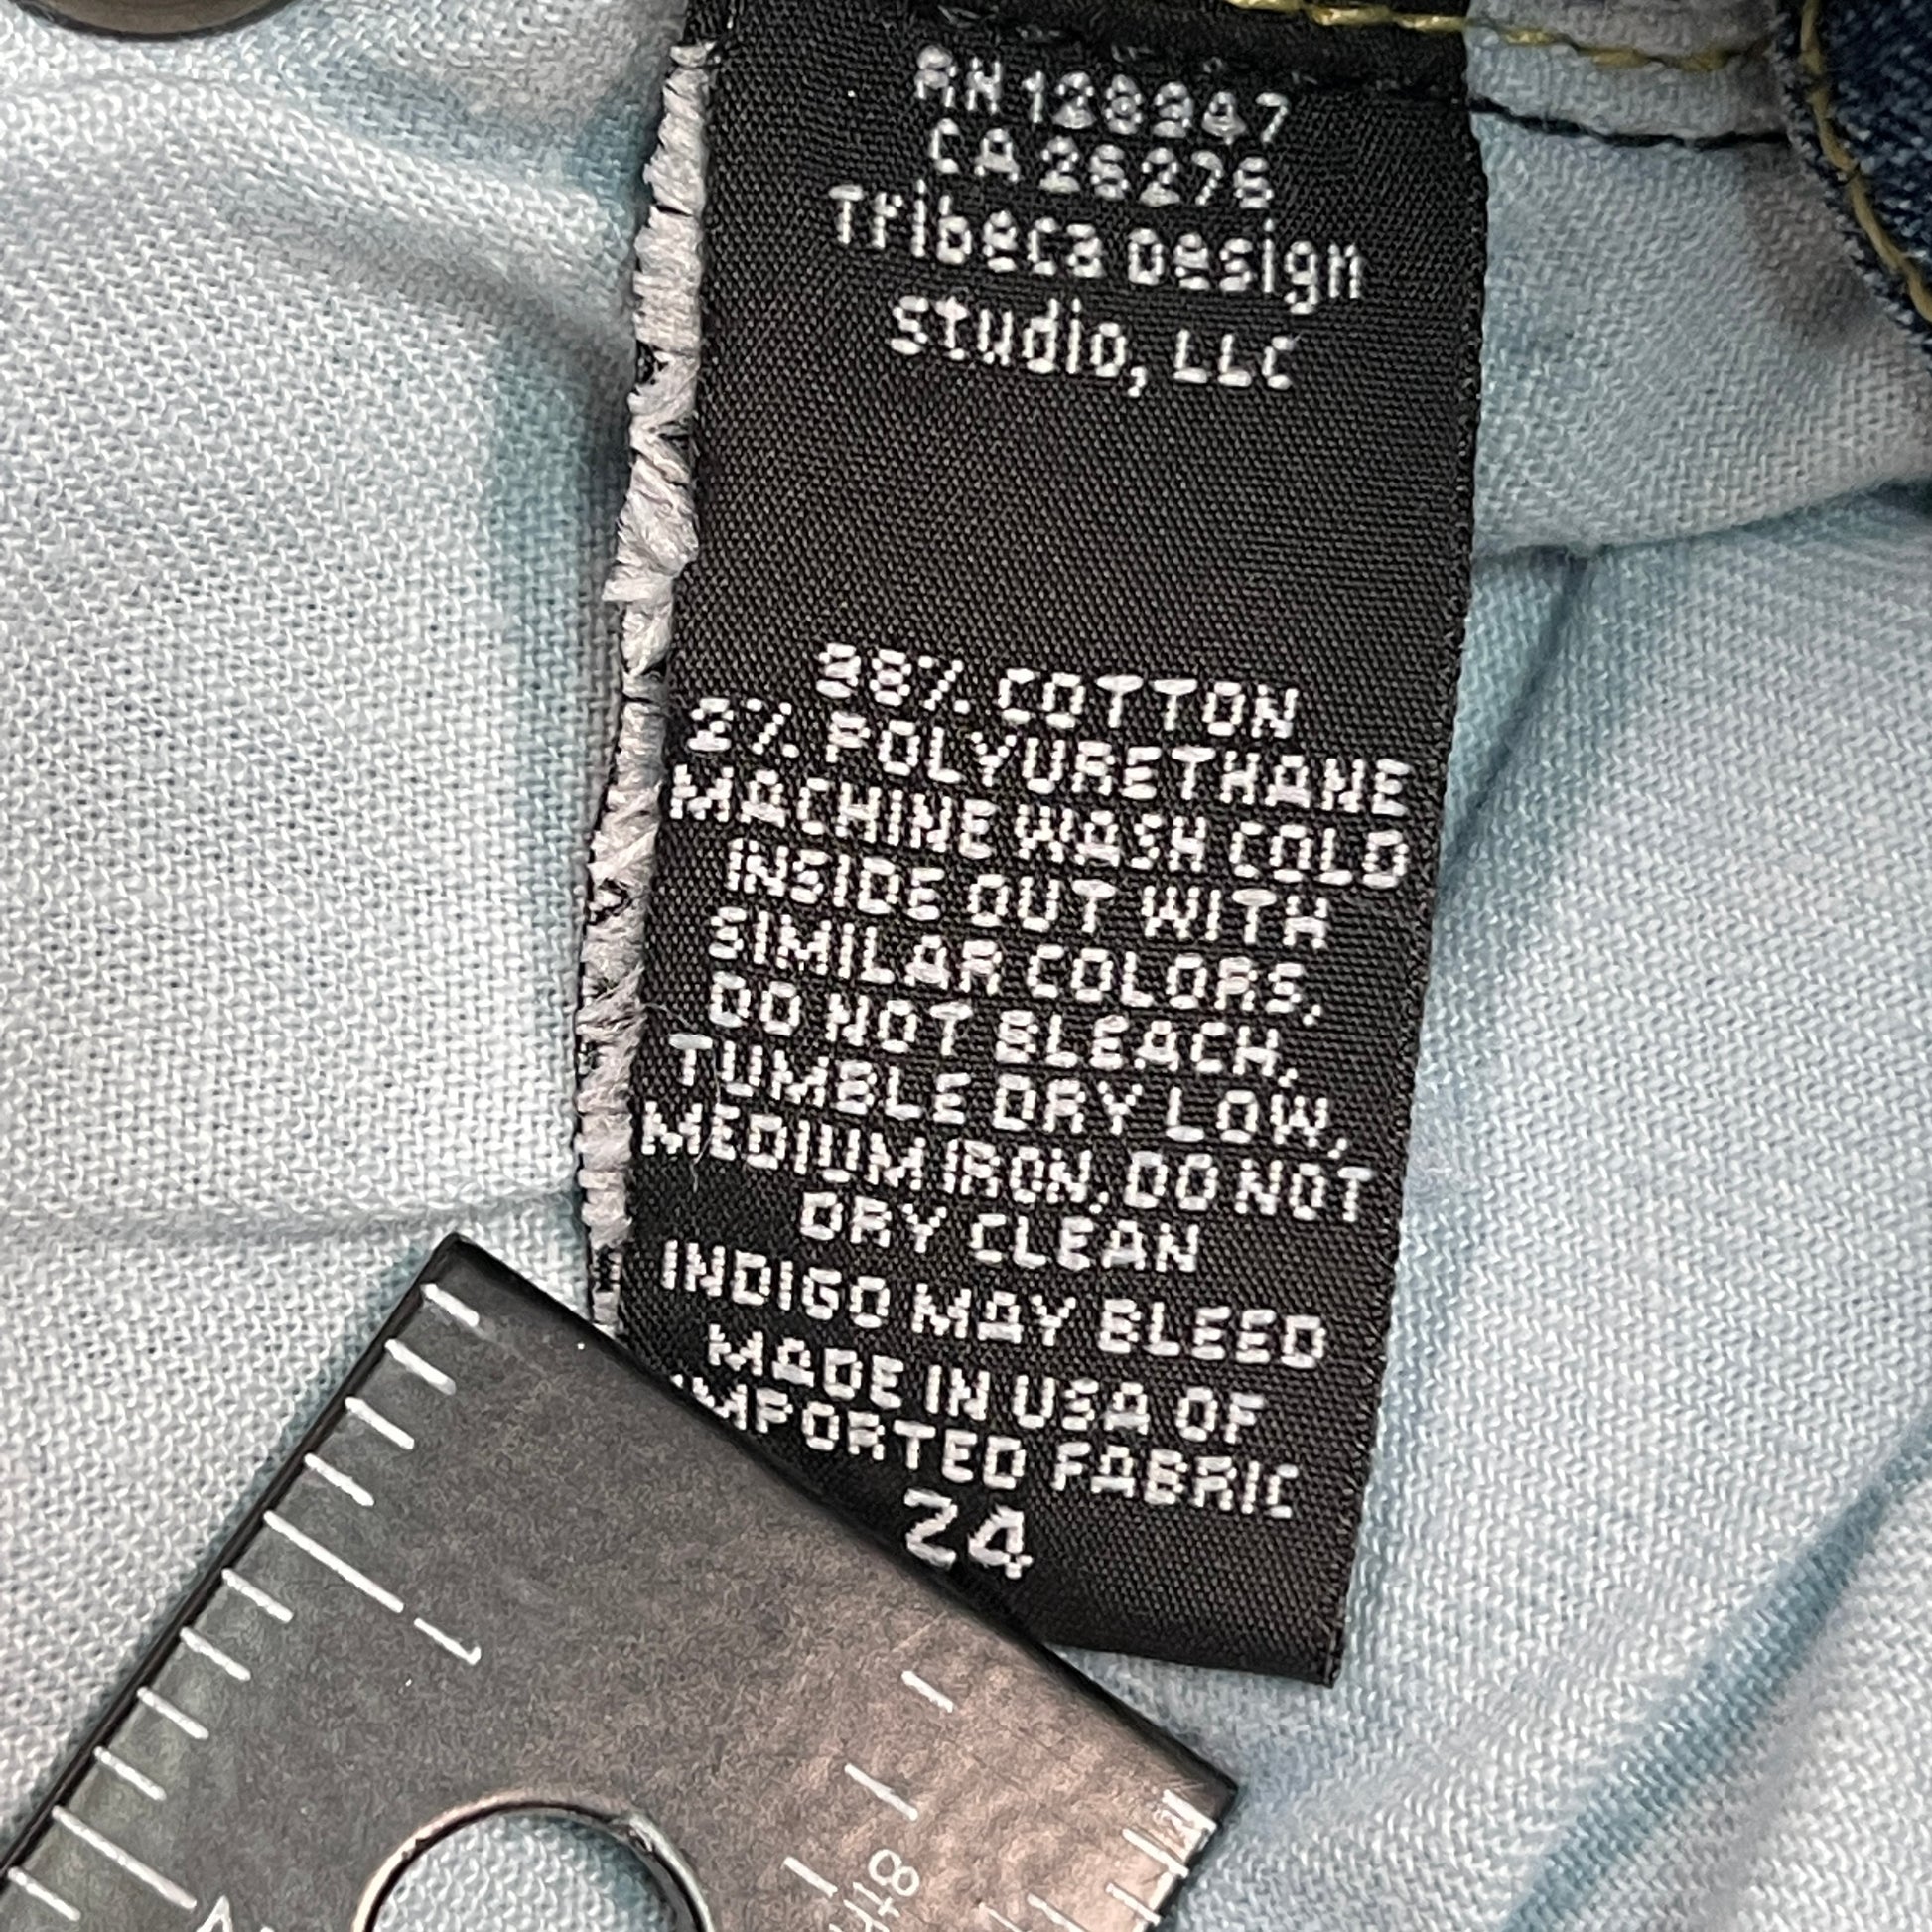 RN 128947
CA 26276
Tribeca Design
studio, LLC
98% COTTON
2% POLYURETHANE
MACHINE WASH COLD
INSIDE OUT WITH
SIMILAR COLORS,
DO NOT BLEACH,
TUMBLE DRY LOW,
MEDIUM IRON, DO NOT
DRY CLEAN
INDIGO MAY BLEED
MADE IN USA OF
IMPORTED FABRIC
24
1
8